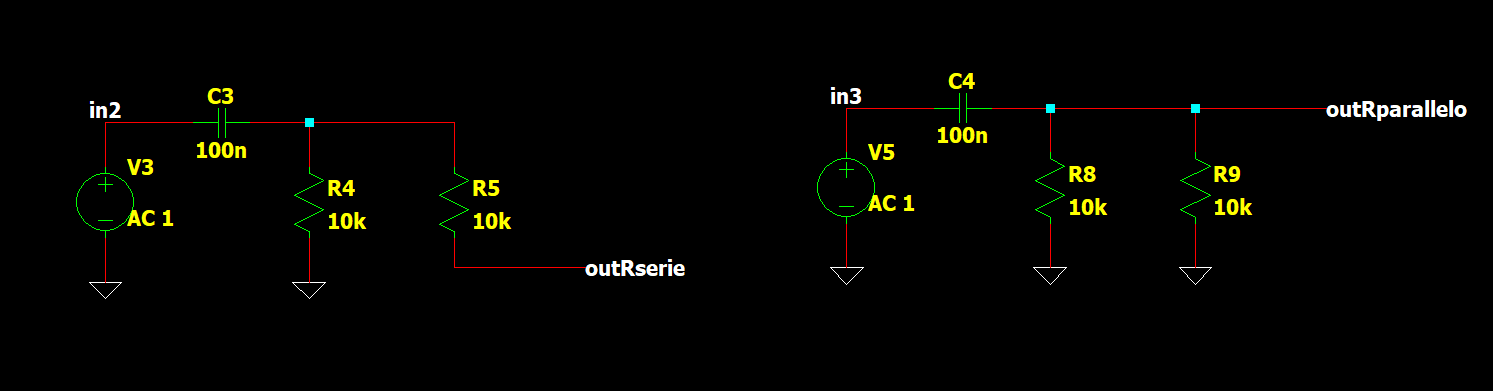 in2
C3
100n
V3
AC 1
R4
10k
R5
10k
outRserie
in3
C4
100n
V5
AC 1
R8
10k
R9
10k
outRparallelo